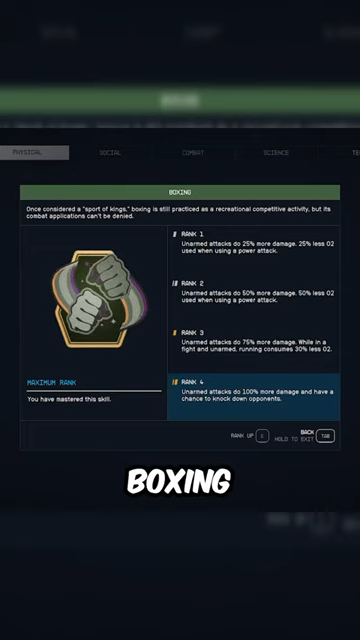 PHYSICAL SOCIAL COMBAT SCIENCE TE
BOXING
Once considered a "sport of kings," boxing is still practiced as a recreational competitive activity, but its
combat applications can't be denied.
RANK 1
Unarmed attacks do 25% more damage. 25% less O2
used when using a power attack.
RANK 2
Unarmed attacks do 50% more damage. 50% less O2
used when using a power attack.
RANK 3
Unarmed attacks do 75% more damage. While in a
fight and unarmed, running consumes 30% less O2.
MAXIMUM RANK
You have mastered this skill.
RANK 4
Unarmed attacks do 100% more damage and have a
chance to knock down opponents.
RANK UP E BACK TAB
HOLD TO EXIT
BOXING